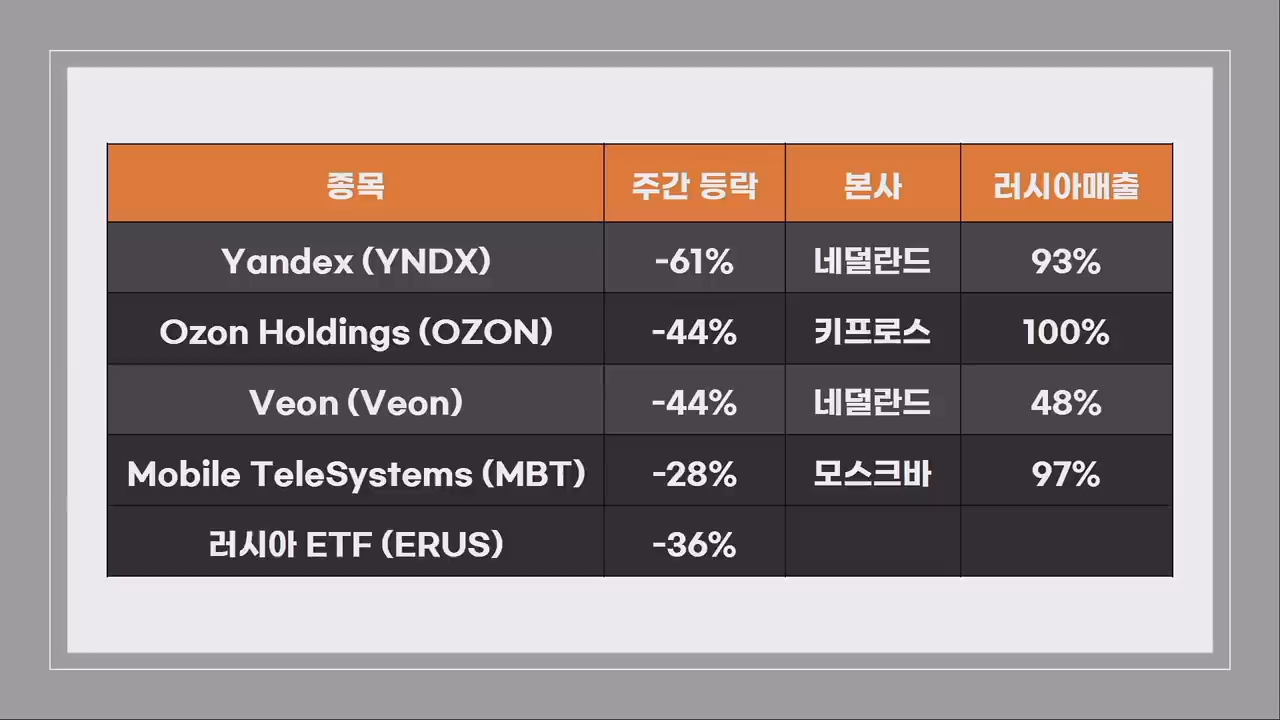 종목 주간 등락 본사 러시아매출
Yandex (YNDX) -61% 네덜란드 93%
Ozon Holdings (OZON) -44% 키프로스 100%
Veon (Veon) -44% 네덜란드 48%
Mobile TeleSystems (MBT) -28% 모스크바 97%
러시아 ETF (ERUS) -36%